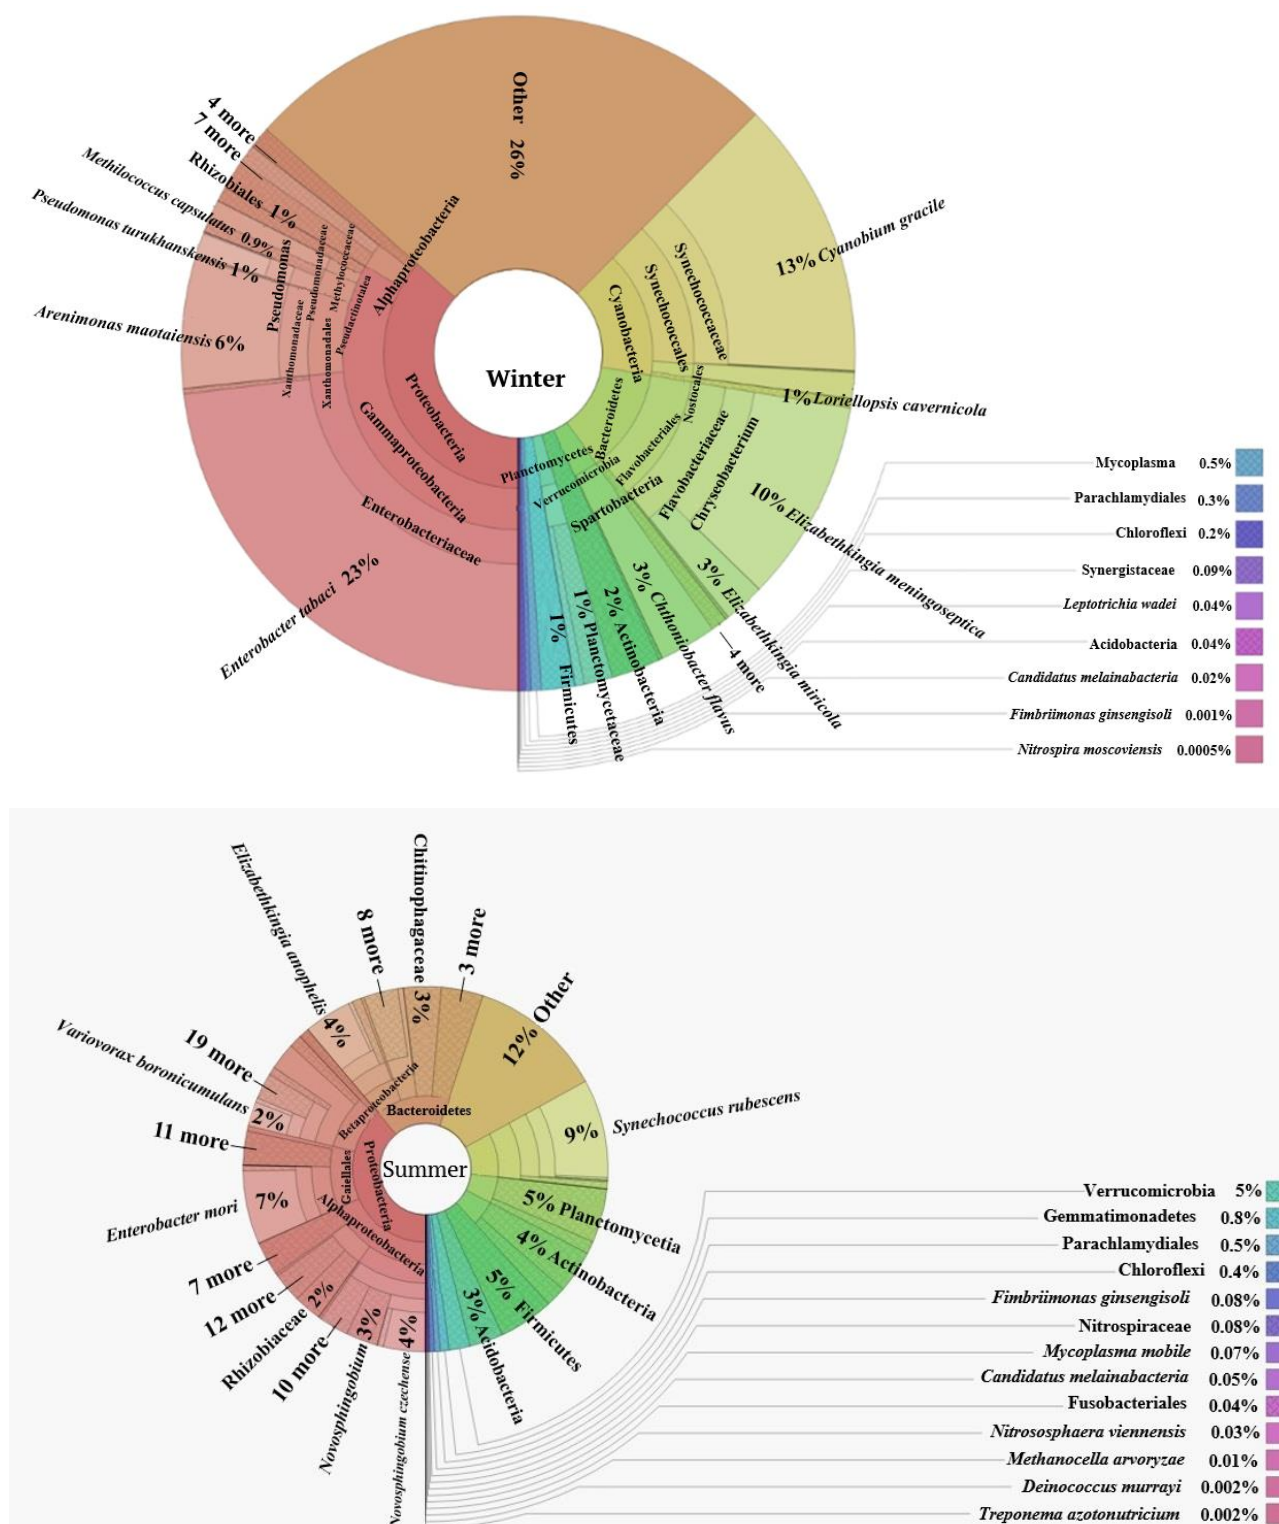 Other 26%
4 more
7 more
Rhizobiales 1%
Methilococcus capsulatus 0.9%
Pseudomonas turukhanskensis 1%
Arenimonas maotaiensis 6%
Pseudomonas
Xanthomonadaceae
Pseudomonadaceae
Methylococcaceae
Xanthomonadales
Pseudactinotalea
Alphaproteobacteria
Proteobacteria
Gammaproteobacteria
Enterobacteriaceae
Enterobacter tabaci 23%
Winter
Cyanobacteria
Synechococcales
Synechococcaceae
13% Cyanobium gracile
Nostocales
1% Loriellopsis cavernicola
Bacteroidetes
Flavobacteriales
Flavobacteriaceae
Chryseobacterium
10% Elizabethkingia meningoseptica
3% Elizabethkingia miricola
4 more
Planctomycetes
Verrucomicrobia
Spartobacteria
3% Chthoniobacter flavus
2% Actinobacteria
1% Planctomycetaceae
1% Firmicutes
Mycoplasma 0.5%
Parachlamydiales 0.3%
Chloroflexi 0.2%
Synergistaceae 0.09%
Leptotrichia wadei 0.04%
Acidobacteria 0.04%
Candidatus melainabacteria 0.02%
Fimbriimonas ginsengisoli 0.001%
Nitrospira moscoviensis 0.0005%
Elizabethkingia anophelis 4%
8 more
Chitinophagaceae 3%
3 more
12% Other
Variovorax boronicumulans 2%
19 more
11 more
Enterobacter mori 7%
7 more
12 more
Rhizobiaceae 2%
10 more
Novosphingobium 3%
Novosphingobium czechense 4%
Betaproteobacteria
Bacteroidetes
Gaiellales
Proteobacteria
Alphaproteobacteria
Summer
9% Synechococcus rubescens
5% Planctomycetia
4% Actinobacteria
5% Firmicutes
3% Acidobacteria
Verrucomicrobia 5%
Gemmatimonadetes 0.8%
Parachlamydiales 0.5%
Chloroflexi 0.4%
Fimbriimonas ginsengisoli 0.08%
Nitrospiraceae 0.08%
Mycoplasma mobile 0.07%
Candidatus melainabacteria 0.05%
Fusobacteriales 0.04%
Nitrososphaera viennensis 0.03%
Methanocella arvoryzae 0.01%
Deinococcus murrayi 0.002%
Treponema azotonutricium 0.002%